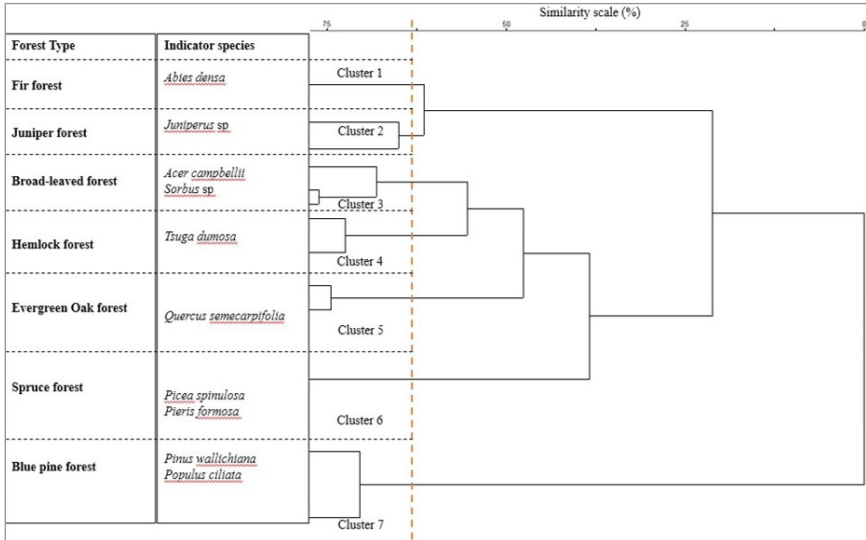 Similarity scale (%)
75 50 25 0
Forest Type Indicator species
Fir forest Abies densa Cluster 1
Juniper forest Juniperus sp Cluster 2
Broad-leaved forest Acer campbellii
Sorbus sp
Cluster 3
Hemlock forest Tsuga dumosa
Cluster 4
Evergreen Oak forest Quercus semecarpifolia
Cluster 5
Spruce forest Picea spinulosa
Pieris formosa Cluster 6
Blue pine forest Pinus wallichiana
Populus ciliata
Cluster 7